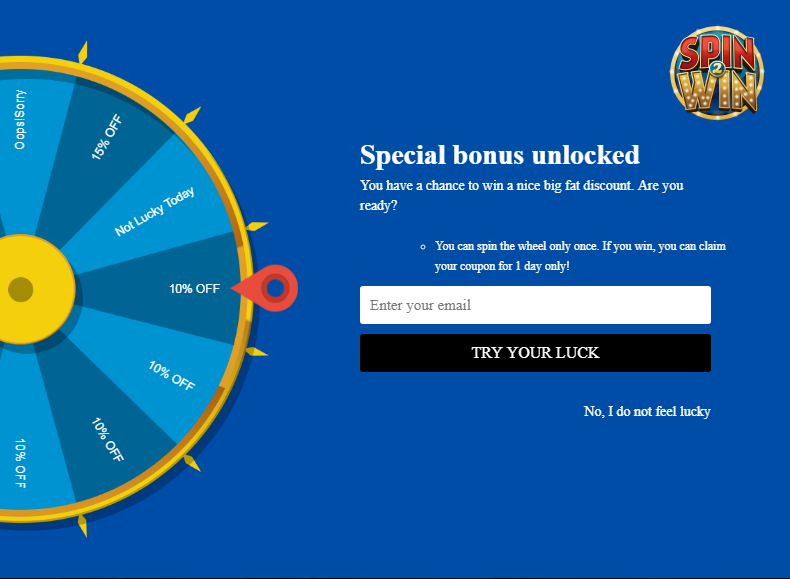 SPIN
2
WIN
Oops!Sorry
15% OFF
Not Lucky Today
10% OFF
10% OFF
10% OFF
10% OFF
Special bonus unlocked
You have a chance to win a nice big fat discount. Are you
ready?
You can spin the wheel only once. If you win, you can claim
your coupon for 1 day only!
Enter your email
TRY YOUR LUCK
No, I do not feel lucky